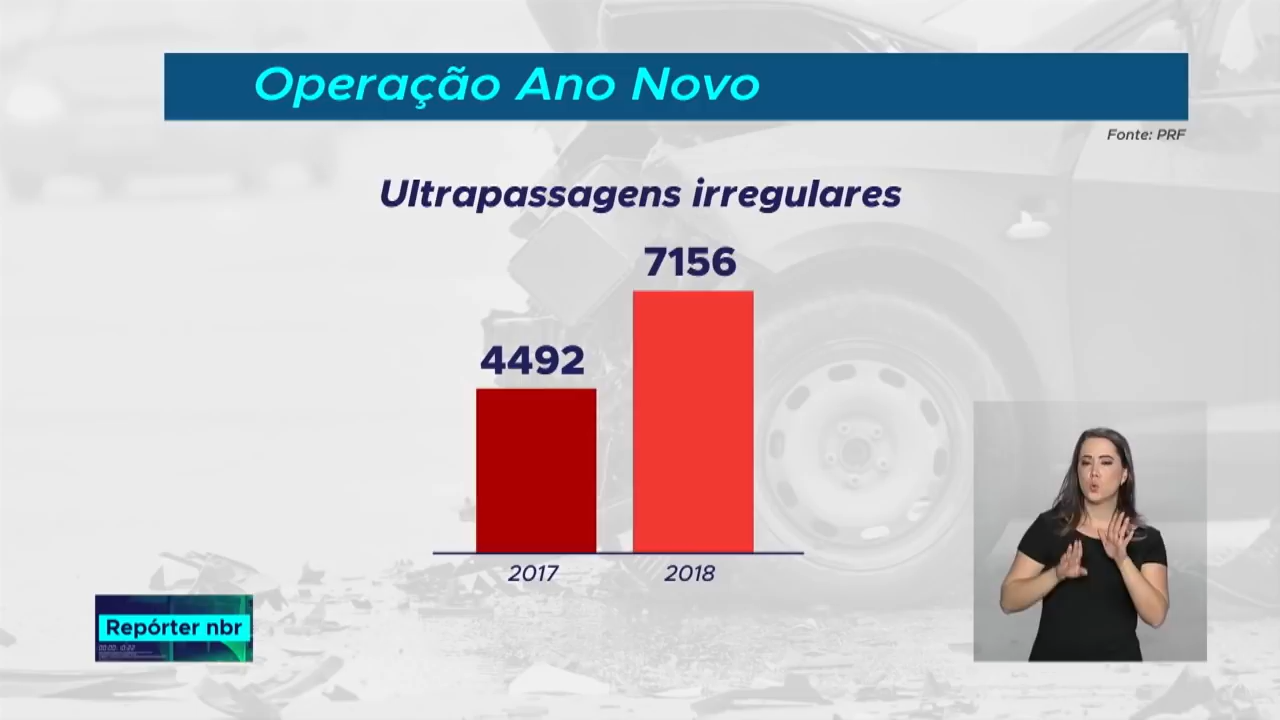 Operação Ano Novo
Fonte: PRF
Ultrapassagens irregulares
7156
4492
2017
2018
Repórter nbr